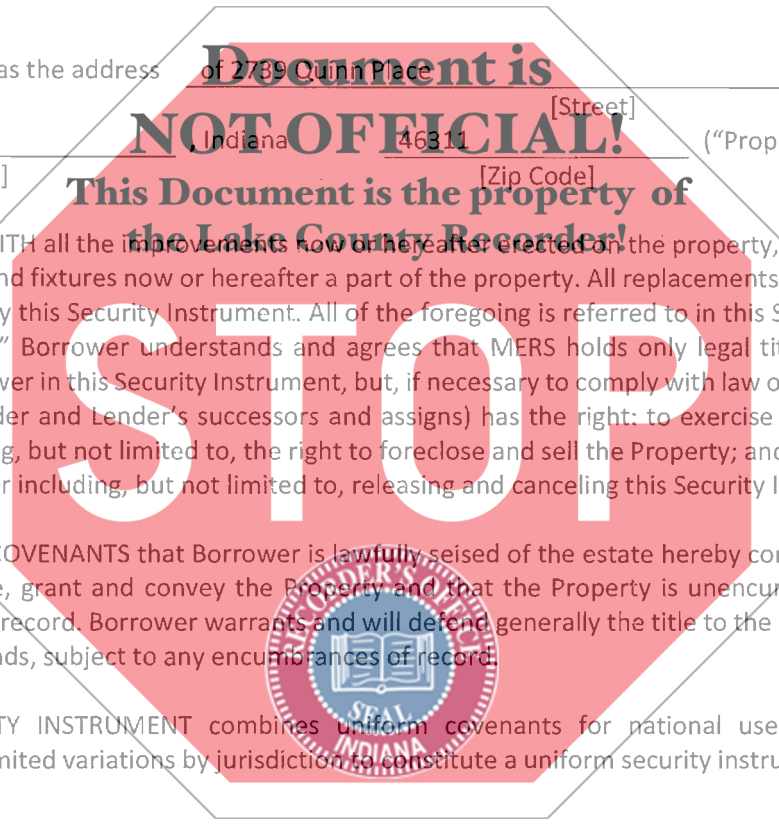 as the address of 2739 Quinn Place
[Street]
, Indiana 46311 ("Prop
] [Zip Code]
Document is
NOT OFFICIAL!
This Document is the property of
the Lake County Recorder!
ITH all the improvements now or hereafter erected on the property,
nd fixtures now or hereafter a part of the property. All replacements
y this Security Instrument. All of the foregoing is referred to in this S
" Borrower understands and agrees that MERS holds only legal tit
wer in this Security Instrument, but, if necessary to comply with law o
der and Lender's successors and assigns) has the right: to exercise
g, but not limited to, the right to foreclose and sell the Property; and
r including, but not limited to, releasing and canceling this Security I
STOP
COVENANTS that Borrower is lawfully seised of the estate hereby con
e, grant and convey the Property and that the Property is unencur
record. Borrower warrants and will defend generally the title to the
nds, subject to any encumbrances of record.
RECORDER'S OFFICE
SEAL
INDIANA
TY INSTRUMENT combines uniform covenants for national use
mited variations by jurisdiction to constitute a uniform security instru